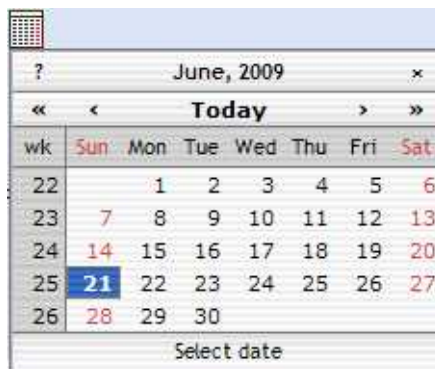 ? June, 2009 ×
« ‹ Today › »
wk Sun Mon Tue Wed Thu Fri Sat
22 1 2 3 4 5 6
23 7 8 9 10 11 12 13
24 14 15 16 17 18 19 20
25 21 22 23 24 25 26 27
26 28 29 30
Select date